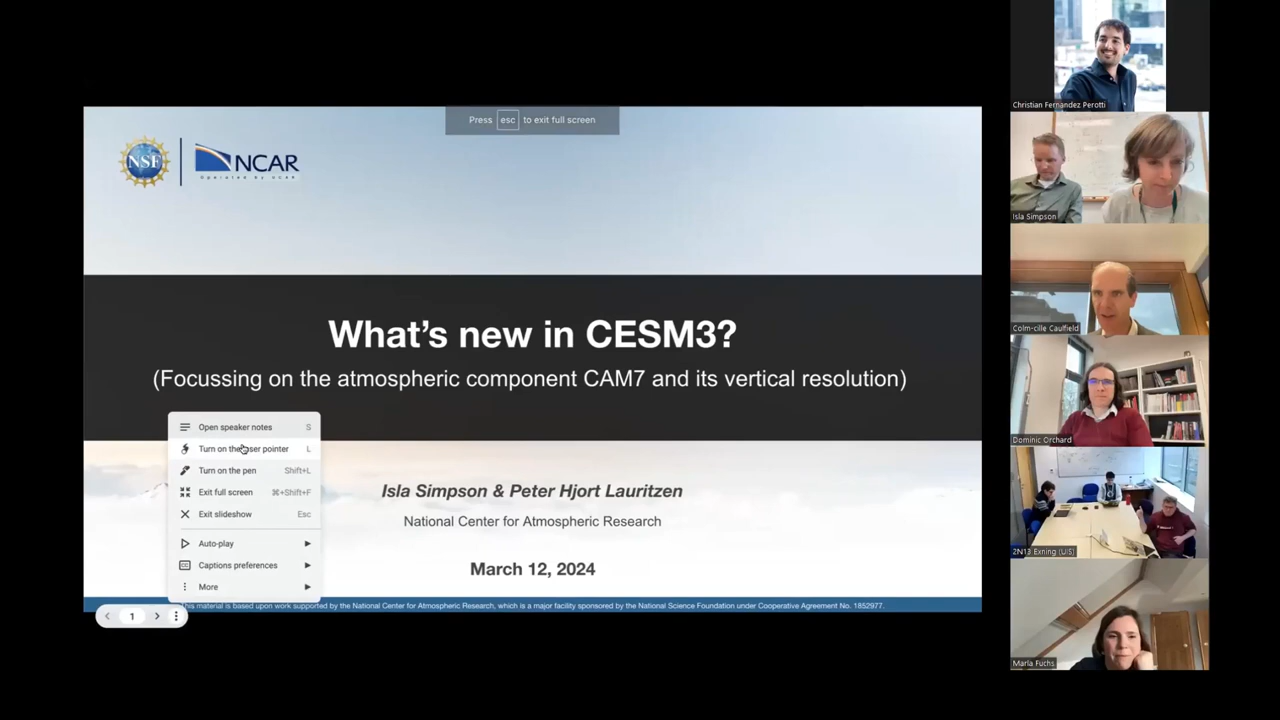 Press esc to exit full screen
NSF
NCAR
Operated by UCAR
What's new in CESM3?
(Focussing on the atmospheric component CAM7 and its vertical resolution)
Open speaker notes S
Turn on the laser pointer L
Turn on the pen Shift+L
Exit full screen ⌘+Shift+F
Exit slideshow Esc
Auto-play
Captions preferences
More
Isla Simpson & Peter Hjort Lauritzen
National Center for Atmospheric Research
March 12, 2024
This material is based upon work supported by the National Center for Atmospheric Research, which is a major facility sponsored by the National Science Foundation under Cooperative Agreement No. 1852977.
1
Christian Fernandez Perotti
Isla Simpson
Colm-cille Caulfield
Dominic Orchard
2N13 Exning (UIS)
Marla Fuchs